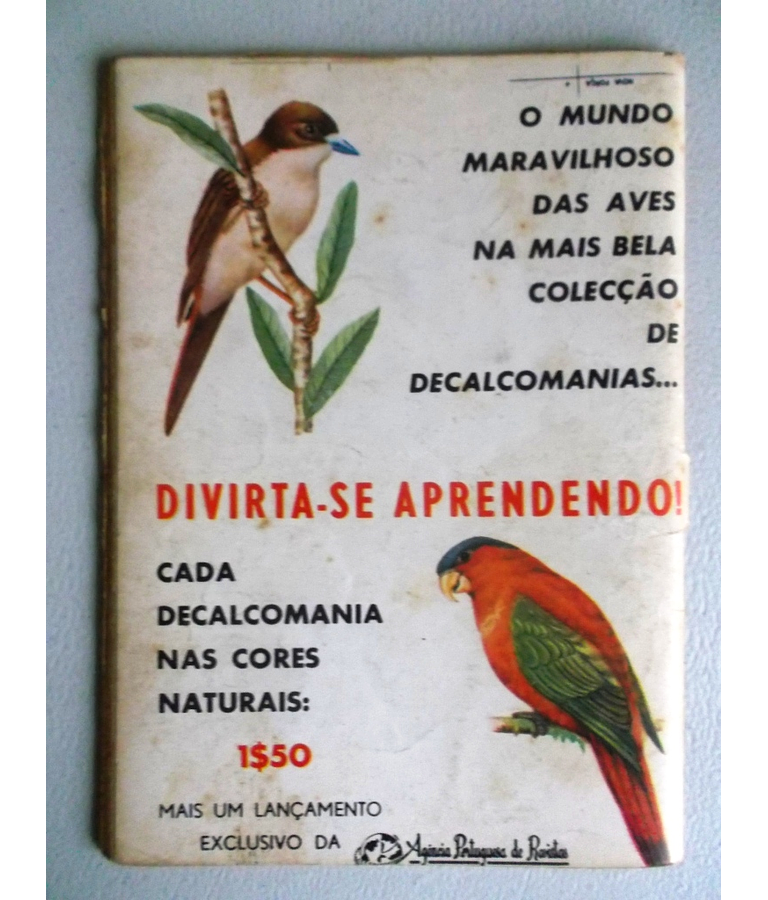 O MUNDO
MARAVILHOSO
DAS AVES
NA MAIS BELA
COLECÇÃO
DE
DECALCOMANIAS...
DIVIRTA-SE APRENDENDO!
CADA
DECALCOMANIA
NAS CORES
NATURAIS:
1$50
MAIS UM LANÇAMENTO
EXCLUSIVO DA
Agência Portuguesa de Revistas